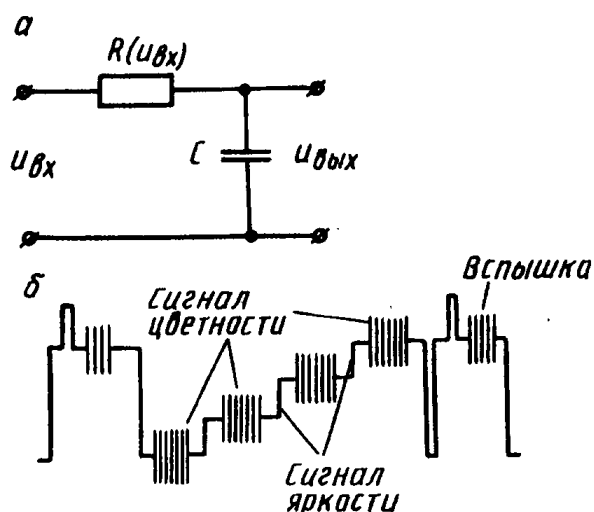 а
R(uвх)
uвх
C
uвых
б
Вспышка
Сигнал
цветности
Сигнал
яркости